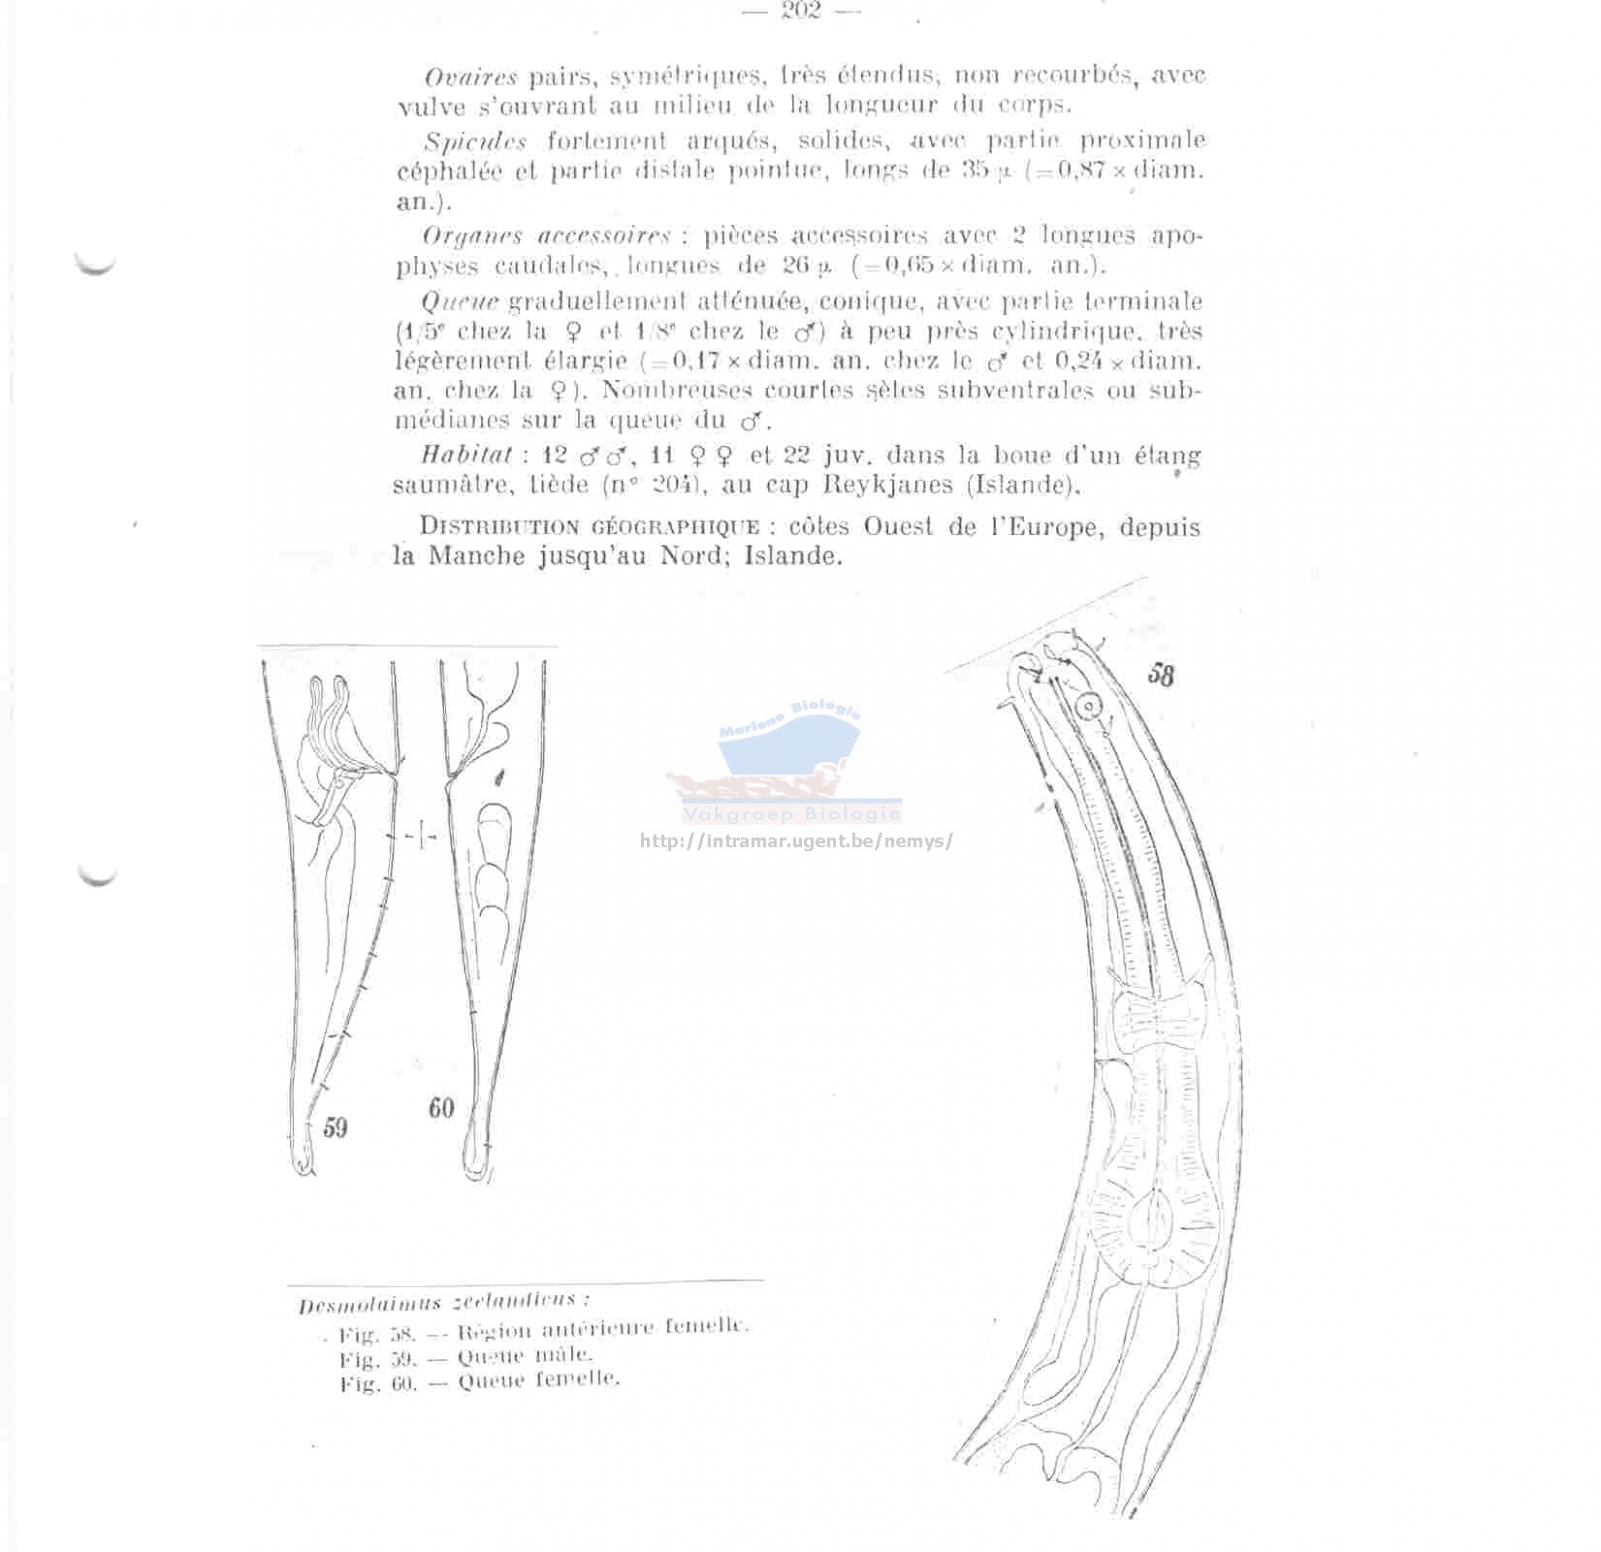 — 202 —
Ovaires pairs, symétriques, très étendus, non recourbés, avec
vulve s'ouvrant au milieu de la longueur du corps.
Spicules fortement arqués, solides, avec partie proximale
céphalée et partie distale pointue, longs de 35 µ (=0,87 × diam.
an.).
Organes accessoires : pièces accessoires avec 2 longues apo-
physes caudales, longues de 26 µ (=0,65 × diam. an.).
Queue graduellement atténuée, conique, avec partie terminale
(1/5e chez la ♀ et 1/8e chez le ♂) à peu près cylindrique, très
légèrement élargie (=0,17 × diam. an. chez le ♂ et 0,24 × diam.
an. chez la ♀). Nombreuses courtes sètes subventrales ou sub-
médianes sur la queue du ♂.
Habitat : 12 ♂♂, 11 ♀♀ et 22 juv. dans la boue d'un étang
saumâtre, tiède (n° 204), au cap Reykjanes (Islande).
DISTRIBUTION GÉOGRAPHIQUE : côtes Ouest de l'Europe, depuis
la Manche jusqu'au Nord; Islande.
58
Mariene Biologie
Vakgroep Biologie
http://intramar.ugent.be/nemys/
59
60
Desmolaimus zeelandicus :
Fig. 58. — Région antérieure femelle.
Fig. 59. — Queue mâle.
Fig. 60. — Queue femelle.